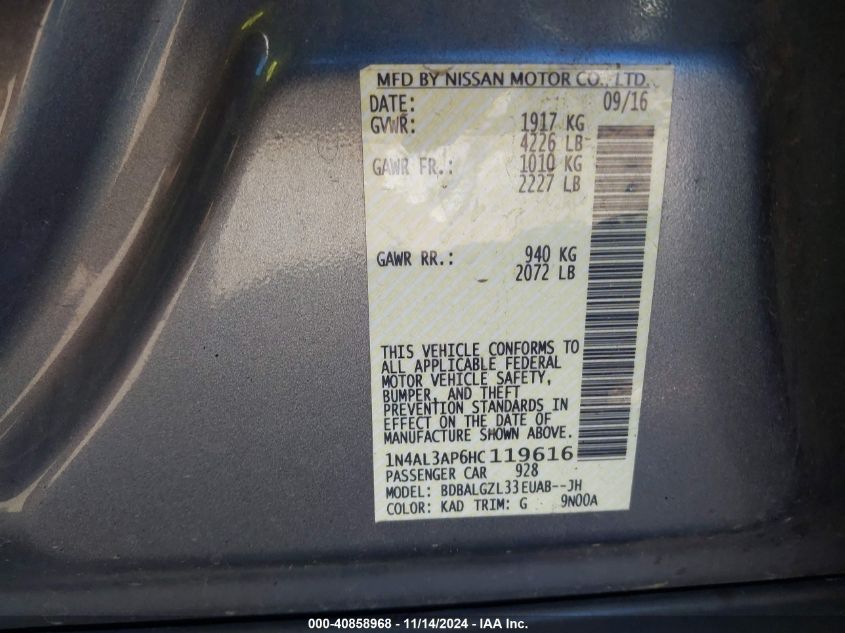 MFD BY NISSAN MOTOR CO., LTD.
DATE: 09/16
GVWR: 1917 KG
4226 LB
GAWR FR.: 1010 KG
2227 LB
GAWR RR.: 940 KG
2072 LB
THIS VEHICLE CONFORMS TO
ALL APPLICABLE FEDERAL
MOTOR VEHICLE SAFETY,
BUMPER, AND THEFT
PREVENTION STANDARDS IN
EFFECT ON THE DATE OF
MANUFACTURE SHOWN ABOVE.
1N4AL3AP6HC119616
PASSENGER CAR 928
MODEL: BDBALGZL33EUAB--JH
COLOR: KAD TRIM: G 9N00A
000-40858968 - 11/14/2024 - IAA Inc.